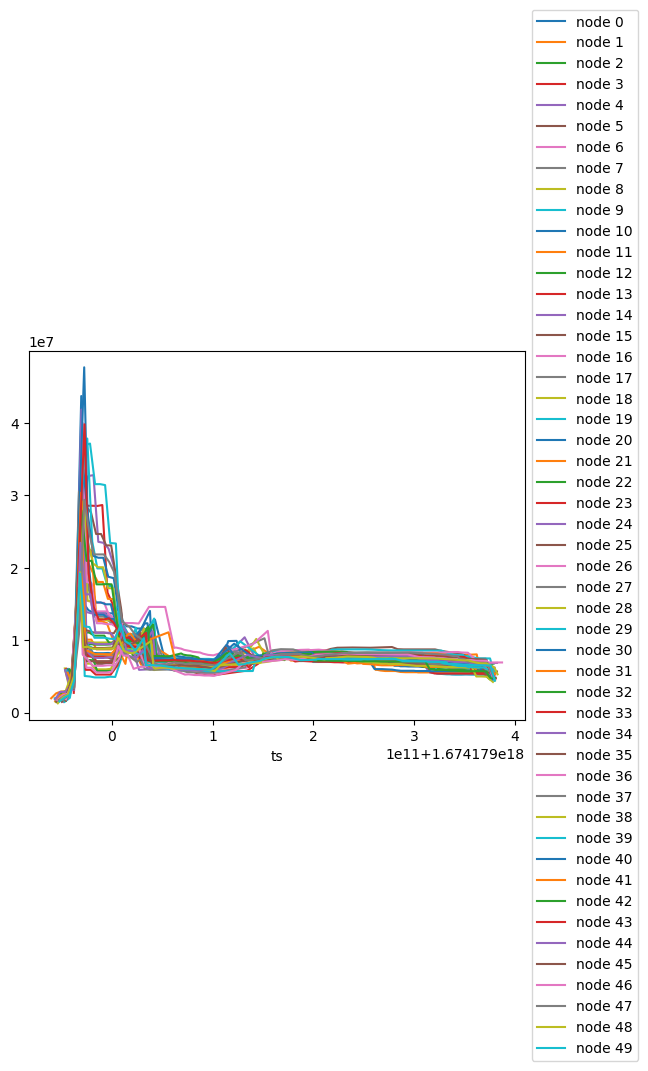 node 0
node 1
node 2
node 3
node 4
node 5
node 6
node 7
node 8
node 9
node 10
node 11
node 12
node 13
node 14
node 15
node 16
node 17
node 18
node 19
node 20
node 21
node 22
node 23
node 24
node 25
node 26
node 27
node 28
node 29
node 30
node 31
node 32
node 33
node 34
node 35
node 36
node 37
node 38
node 39
node 40
node 41
node 42
node 43
node 44
node 45
node 46
node 47
node 48
node 49
1e7
4
3
2
1
0
0 1 2 3 4
ts
1e11+1.674179e18